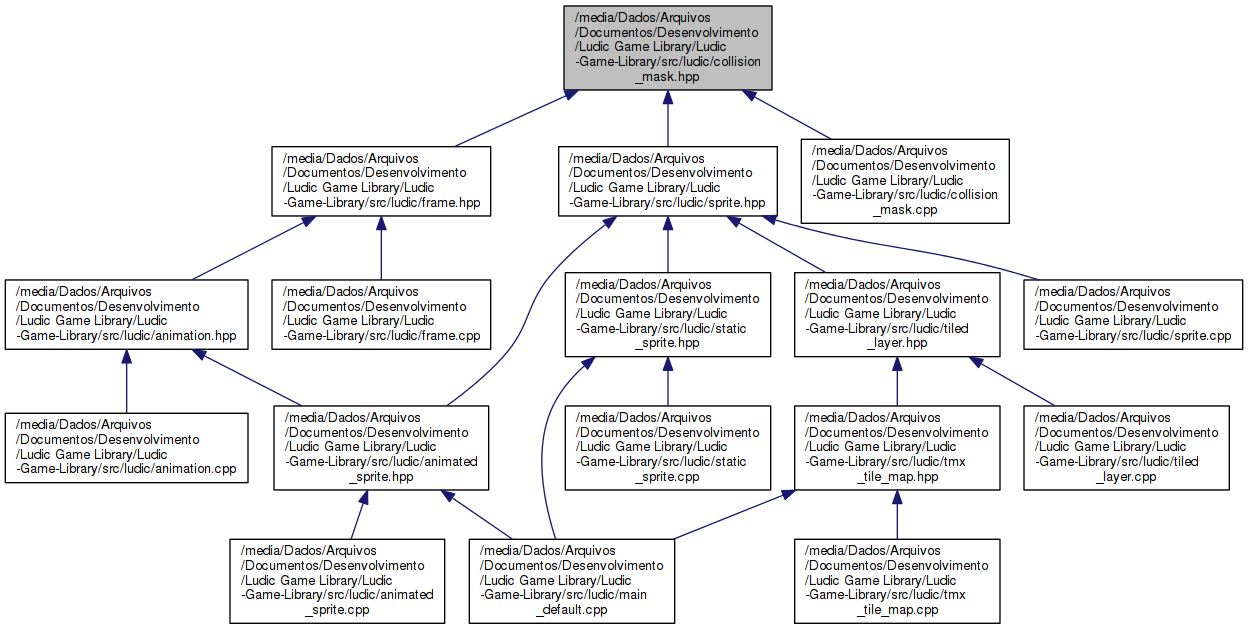 /media/Dados/Arquivos
/Documentos/Desenvolvimento
/Ludic Game Library/Ludic
-Game-Library/src/ludic/collision
_mask.hpp
/media/Dados/Arquivos
/Documentos/Desenvolvimento
/Ludic Game Library/Ludic
-Game-Library/src/ludic/frame.hpp
/media/Dados/Arquivos
/Documentos/Desenvolvimento
/Ludic Game Library/Ludic
-Game-Library/src/ludic/sprite.hpp
/media/Dados/Arquivos
/Documentos/Desenvolvimento
/Ludic Game Library/Ludic
-Game-Library/src/ludic/collision
_mask.cpp
/media/Dados/Arquivos
/Documentos/Desenvolvimento
/Ludic Game Library/Ludic
-Game-Library/src/ludic/animation.hpp
/media/Dados/Arquivos
/Documentos/Desenvolvimento
/Ludic Game Library/Ludic
-Game-Library/src/ludic/frame.cpp
/media/Dados/Arquivos
/Documentos/Desenvolvimento
/Ludic Game Library/Ludic
-Game-Library/src/ludic/static
_sprite.hpp
/media/Dados/Arquivos
/Documentos/Desenvolvimento
/Ludic Game Library/Ludic
-Game-Library/src/ludic/tiled
_layer.hpp
/media/Dados/Arquivos
/Documentos/Desenvolvimento
/Ludic Game Library/Ludic
-Game-Library/src/ludic/sprite.cpp
/media/Dados/Arquivos
/Documentos/Desenvolvimento
/Ludic Game Library/Ludic
-Game-Library/src/ludic/animation.cpp
/media/Dados/Arquivos
/Documentos/Desenvolvimento
/Ludic Game Library/Ludic
-Game-Library/src/ludic/animated
_sprite.hpp
/media/Dados/Arquivos
/Documentos/Desenvolvimento
/Ludic Game Library/Ludic
-Game-Library/src/ludic/static
_sprite.cpp
/media/Dados/Arquivos
/Documentos/Desenvolvimento
/Ludic Game Library/Ludic
-Game-Library/src/ludic/tmx
_tile_map.hpp
/media/Dados/Arquivos
/Documentos/Desenvolvimento
/Ludic Game Library/Ludic
-Game-Library/src/ludic/tiled
_layer.cpp
/media/Dados/Arquivos
/Documentos/Desenvolvimento
/Ludic Game Library/Ludic
-Game-Library/src/ludic/animated
_sprite.cpp
/media/Dados/Arquivos
/Documentos/Desenvolvimento
/Ludic Game Library/Ludic
-Game-Library/src/ludic/main
_default.cpp
/media/Dados/Arquivos
/Documentos/Desenvolvimento
/Ludic Game Library/Ludic
-Game-Library/src/ludic/tmx
_tile_map.cpp